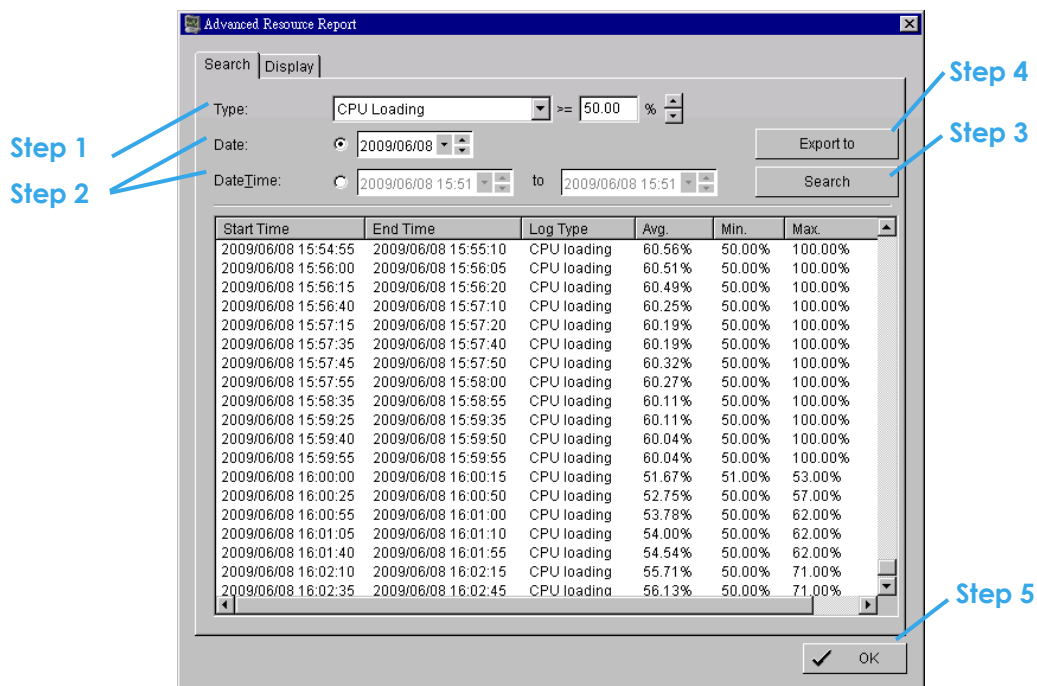 Advanced Resource Report
Search Display
Step 4
Type: CPU Loading >= 50.00 %
Step 3
Step 1
Date: 2009/06/08 Export to
Step 2
DateTime: 2009/06/08 15:51 to 2009/06/08 15:51 Search
Start Time End Time Log Type Avg. Min. Max.
2009/06/08 15:54:55 2009/06/08 15:55:10 CPU loading 60.56% 50.00% 100.00%
2009/06/08 15:56:00 2009/06/08 15:56:05 CPU loading 60.51% 50.00% 100.00%
2009/06/08 15:56:15 2009/06/08 15:56:20 CPU loading 60.49% 50.00% 100.00%
2009/06/08 15:56:40 2009/06/08 15:57:10 CPU loading 60.25% 50.00% 100.00%
2009/06/08 15:57:15 2009/06/08 15:57:20 CPU loading 60.19% 50.00% 100.00%
2009/06/08 15:57:35 2009/06/08 15:57:40 CPU loading 60.19% 50.00% 100.00%
2009/06/08 15:57:45 2009/06/08 15:57:50 CPU loading 60.32% 50.00% 100.00%
2009/06/08 15:57:55 2009/06/08 15:58:00 CPU loading 60.27% 50.00% 100.00%
2009/06/08 15:58:35 2009/06/08 15:58:55 CPU loading 60.11% 50.00% 100.00%
2009/06/08 15:59:25 2009/06/08 15:59:35 CPU loading 60.11% 50.00% 100.00%
2009/06/08 15:59:40 2009/06/08 15:59:50 CPU loading 60.04% 50.00% 100.00%
2009/06/08 15:59:55 2009/06/08 15:59:55 CPU loading 60.04% 50.00% 100.00%
2009/06/08 16:00:00 2009/06/08 16:00:15 CPU loading 51.67% 51.00% 53.00%
2009/06/08 16:00:25 2009/06/08 16:00:50 CPU loading 52.75% 50.00% 57.00%
2009/06/08 16:00:55 2009/06/08 16:01:00 CPU loading 53.78% 50.00% 62.00%
2009/06/08 16:01:05 2009/06/08 16:01:10 CPU loading 54.00% 50.00% 62.00%
2009/06/08 16:01:40 2009/06/08 16:01:55 CPU loading 54.54% 50.00% 62.00%
2009/06/08 16:02:10 2009/06/08 16:02:15 CPU loading 55.71% 50.00% 71.00%
2009/06/08 16:02:35 2009/06/08 16:02:45 CPU loading 56.13% 50.00% 71.00%
Step 5
OK